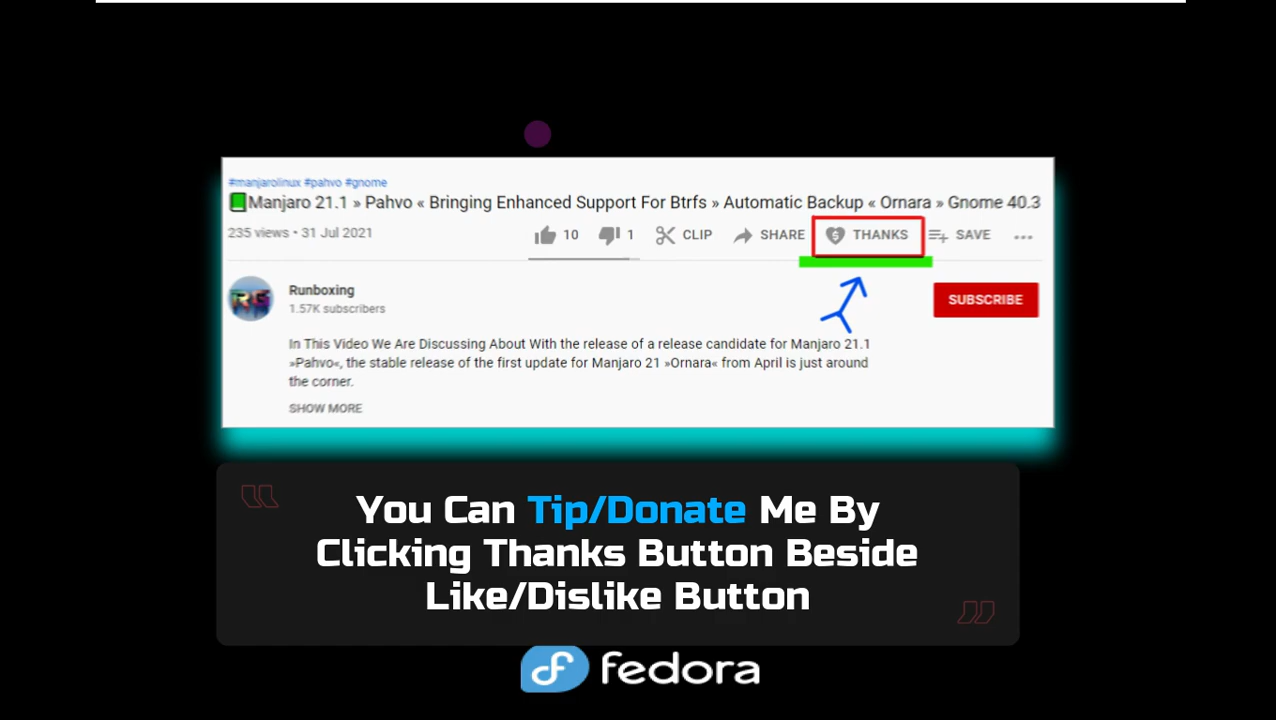 #manjarolinux #pahvo #gnome
Manjaro 21.1 » Pahvo « Bringing Enhanced Support For Btrfs » Automatic Backup « Ornara » Gnome 40.3
235 views • 31 Jul 2021
10
1
CLIP
SHARE
THANKS
SAVE
RG
Runboxing
1.57K subscribers
SUBSCRIBE
In This Video We Are Discussing About With the release of a release candidate for Manjaro 21.1
»Pahvo«, the stable release of the first update for Manjaro 21 »Ornara« from April is just around
the corner.
SHOW MORE
You Can Tip/Donate Me By
Clicking Thanks Button Beside
Like/Dislike Button
fedora